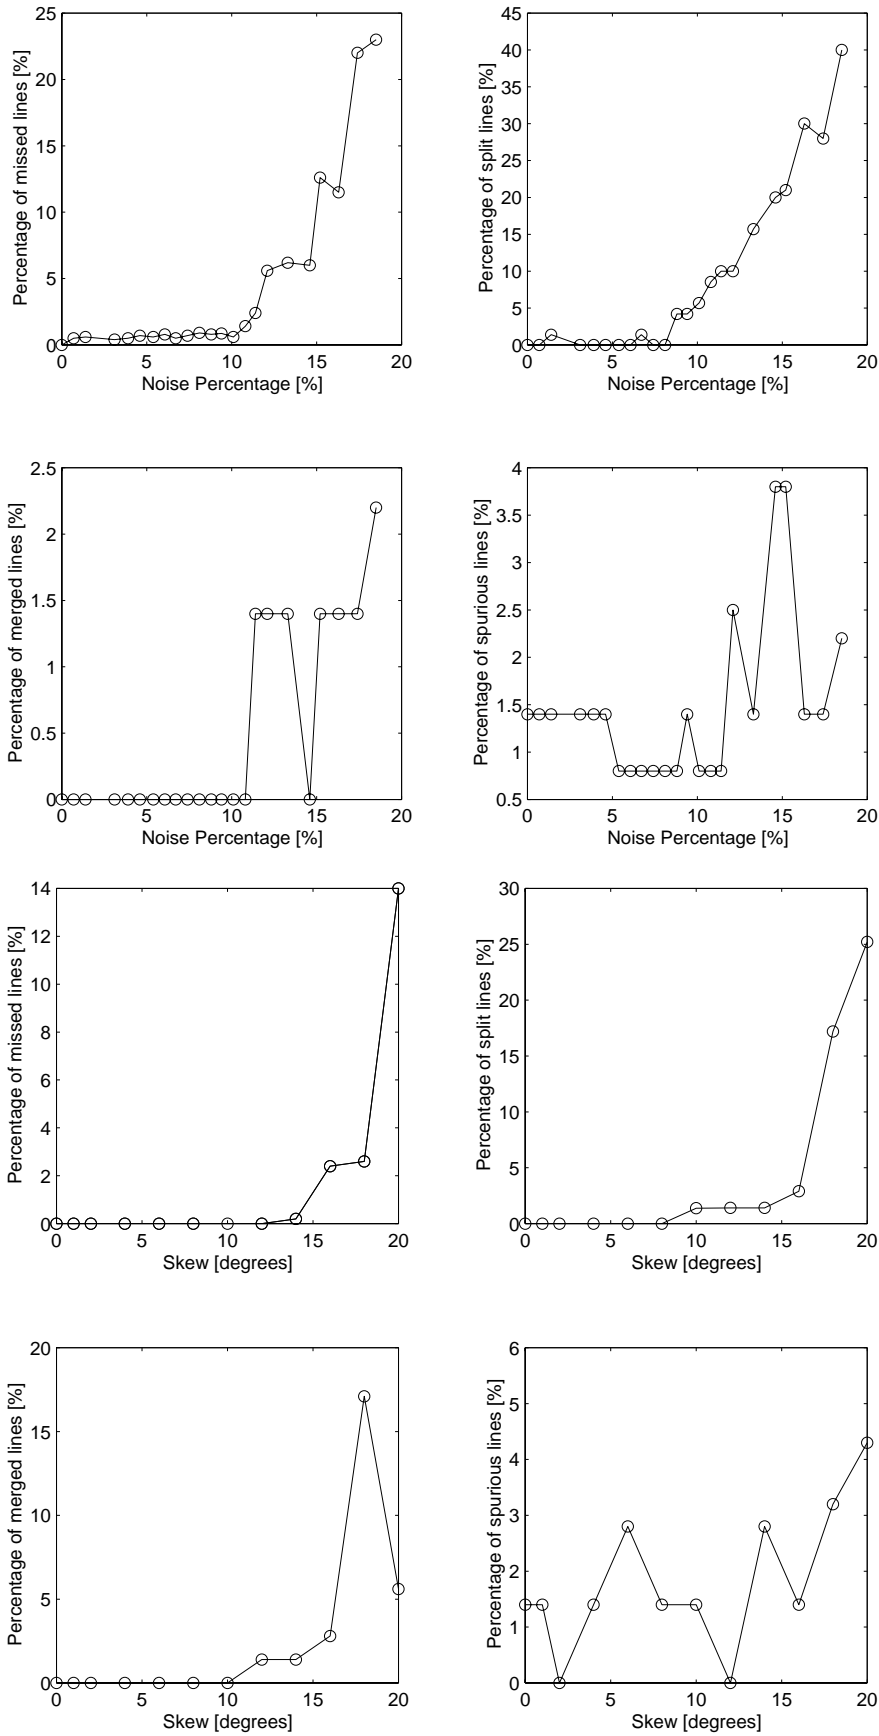 25
20
15
10
5
0
0 5 10 15 20
Noise Percentage [%]
Percentage of missed lines [%]
45
40
35
30
25
20
15
10
5
0
0 5 10 15 20
Noise Percentage [%]
Percentage of split lines [%]
2.5
2
1.5
1
0.5
0
0 5 10 15 20
Noise Percentage [%]
Percentage of merged lines [%]
4
3.5
3
2.5
2
1.5
1
0.5
0 5 10 15 20
Noise Percentage [%]
Percentage of spurious lines [%]
14
12
10
8
6
4
2
0
0 5 10 15 20
Skew [degrees]
Percentage of missed lines [%]
30
25
20
15
10
5
0
0 5 10 15 20
Skew [degrees]
Percentage of split lines [%]
20
15
10
5
0
0 5 10 15 20
Skew [degrees]
Percentage of merged lines [%]
6
5
4
3
2
1
0
0 5 10 15 20
Skew [degrees]
Percentage of spurious lines [%]